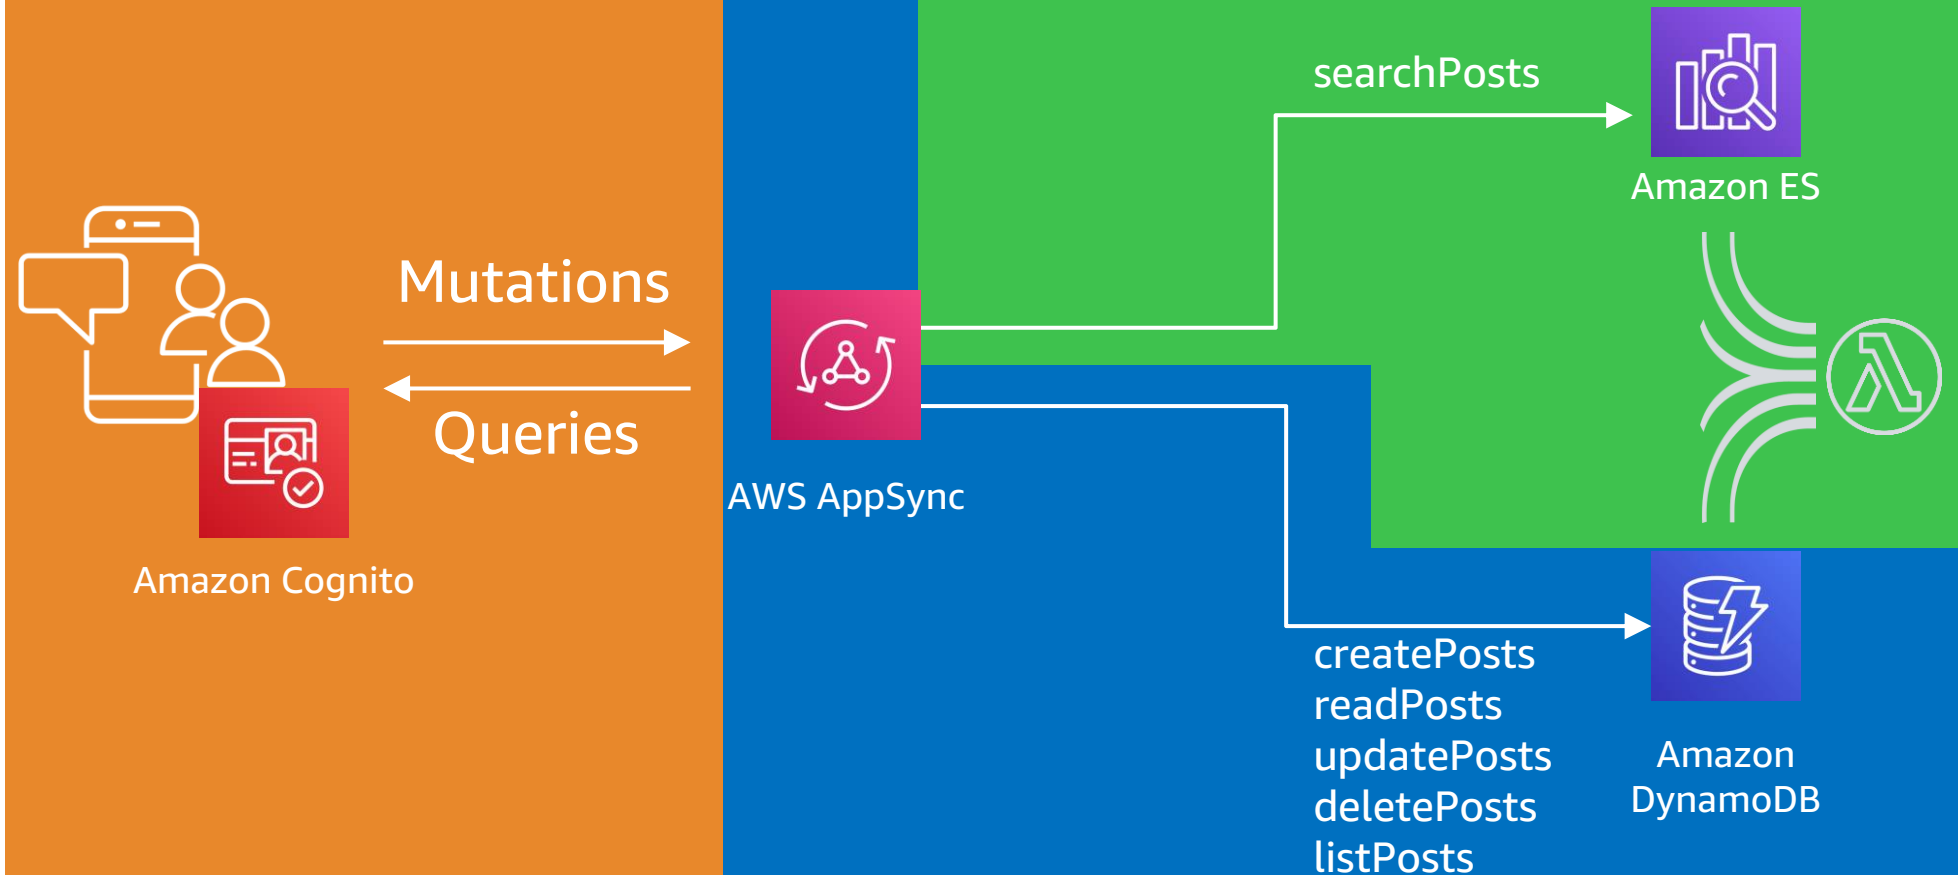 searchPosts
Amazon ES
Mutations
Queries
AWS AppSync
Amazon Cognito
createPosts
readPosts
updatePosts
deletePosts
listPosts
Amazon
DynamoDB